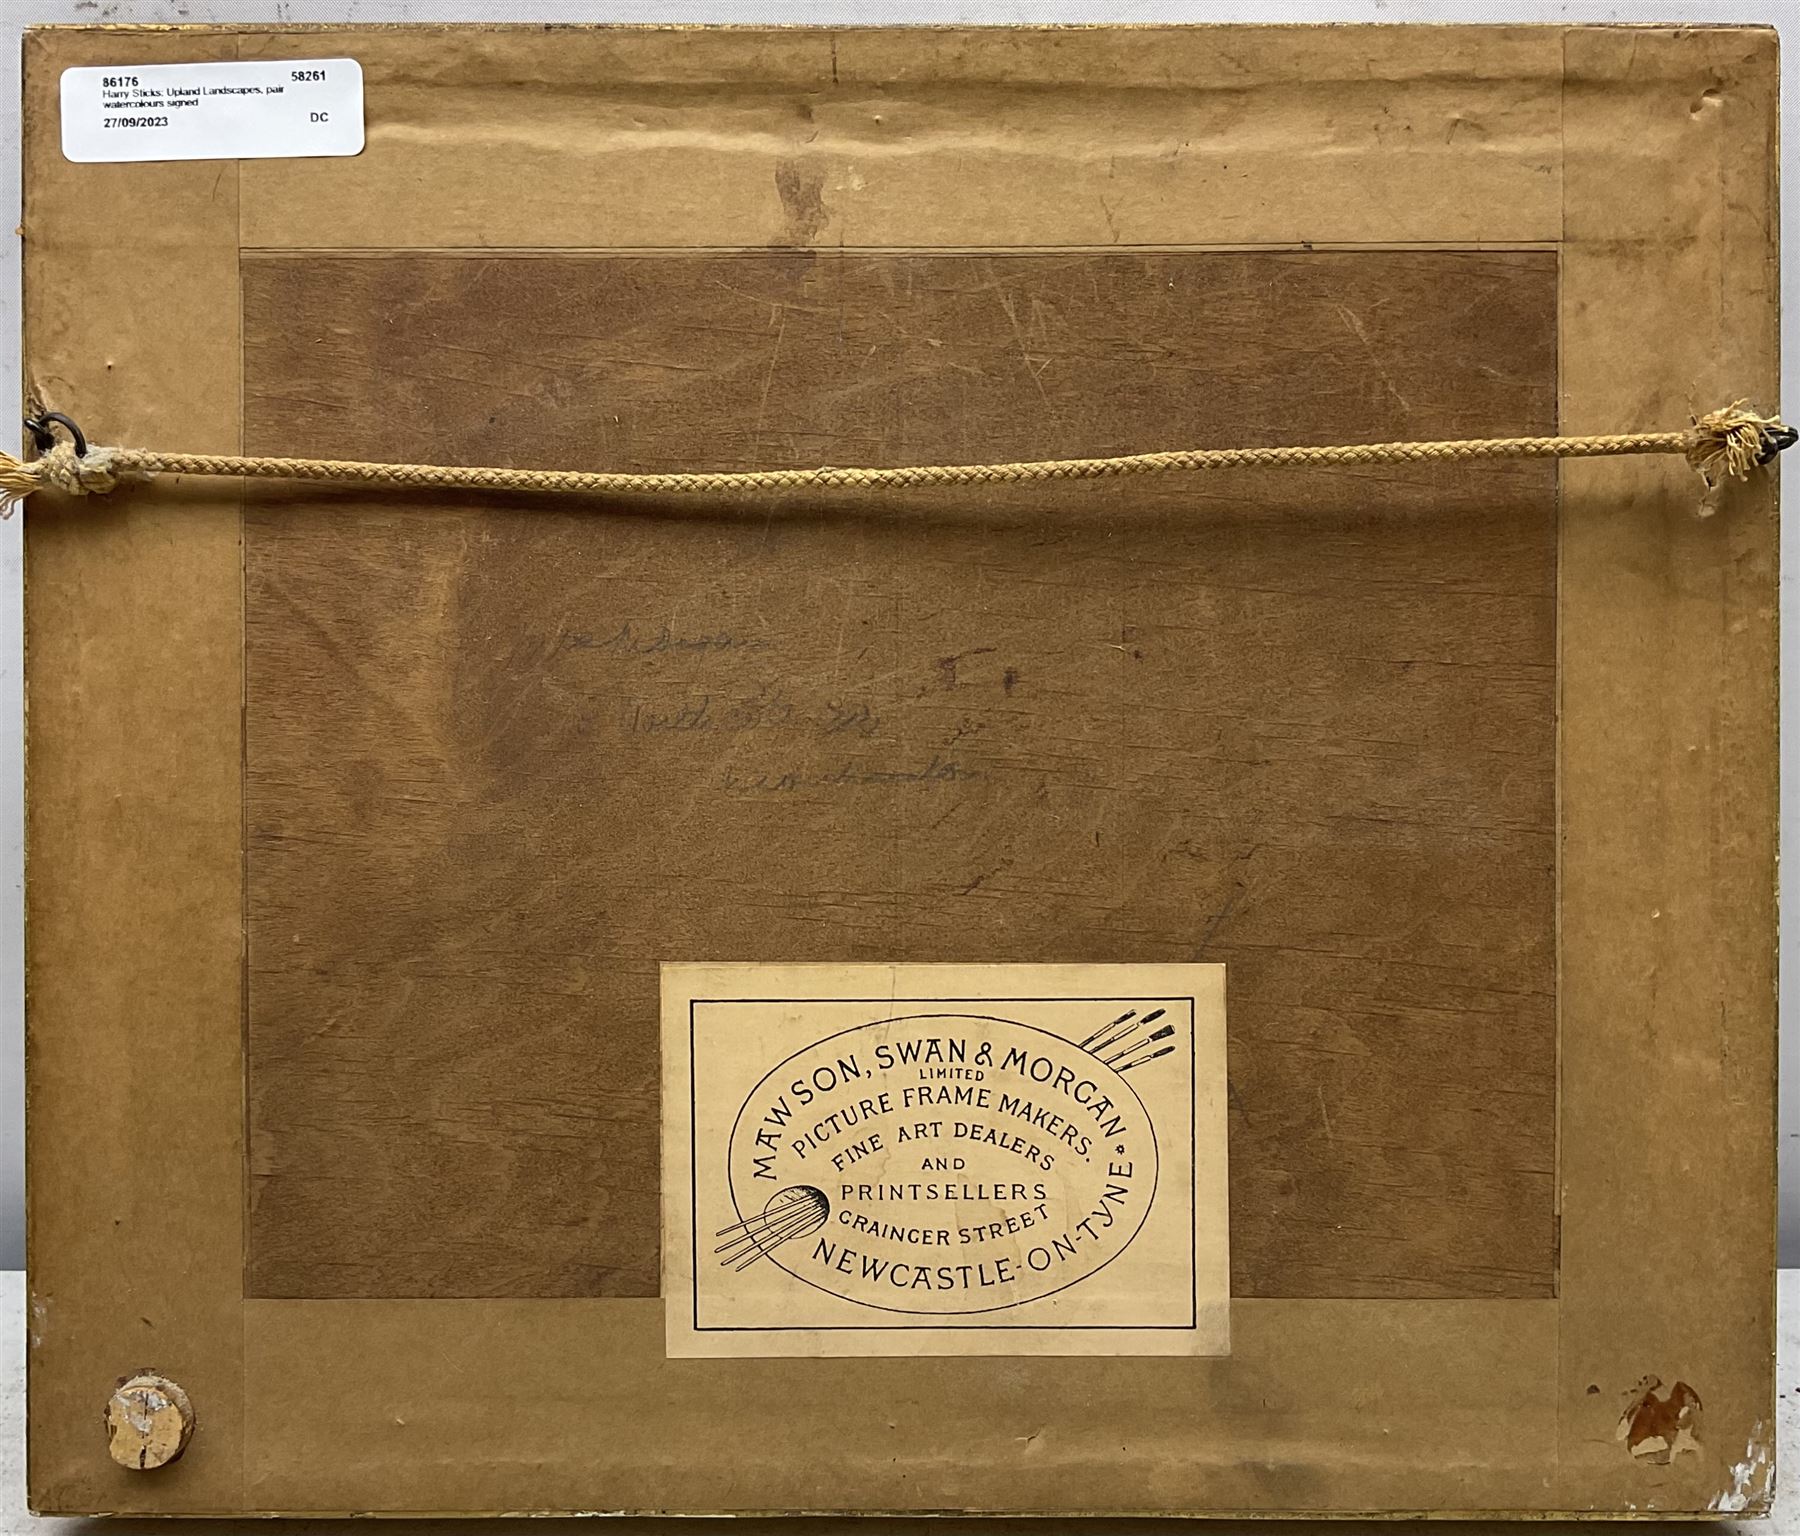 86176 58261
Harry Sticks: Upland Landscapes, pair
watercolours signed
27/09/2023 DC
MAWSON, SWAN & MORGAN
LIMITED
PICTURE FRAME MAKERS.
FINE ART DEALERS
AND
PRINTSELLERS
GRAINGER STREET
NEWCASTLE-ON-TYNE